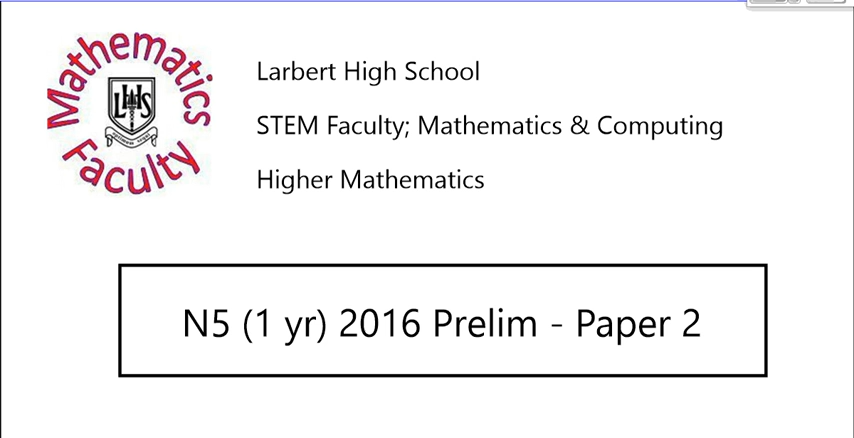 Mathematics
LHS
Faculty
Larbert High School
STEM Faculty; Mathematics & Computing
Higher Mathematics
N5 (1 yr) 2016 Prelim - Paper 2